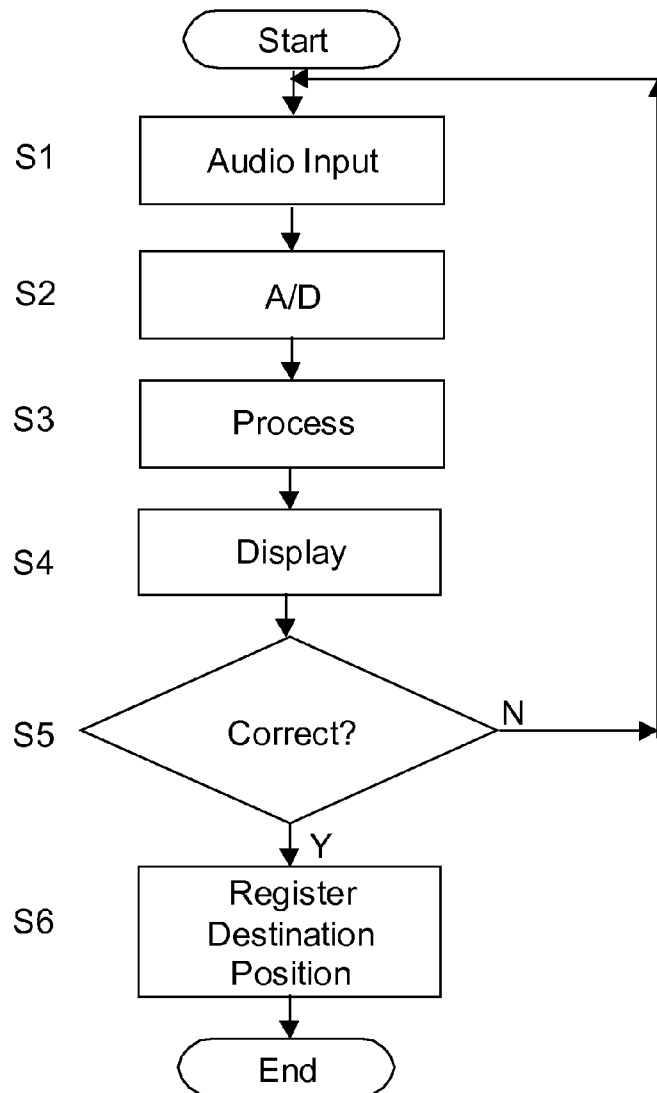 Start
S1
Audio Input
S2
A/D
S3
Process
S4
Display
S5
Correct?
N
Y
S6
Register
Destination
Position
End